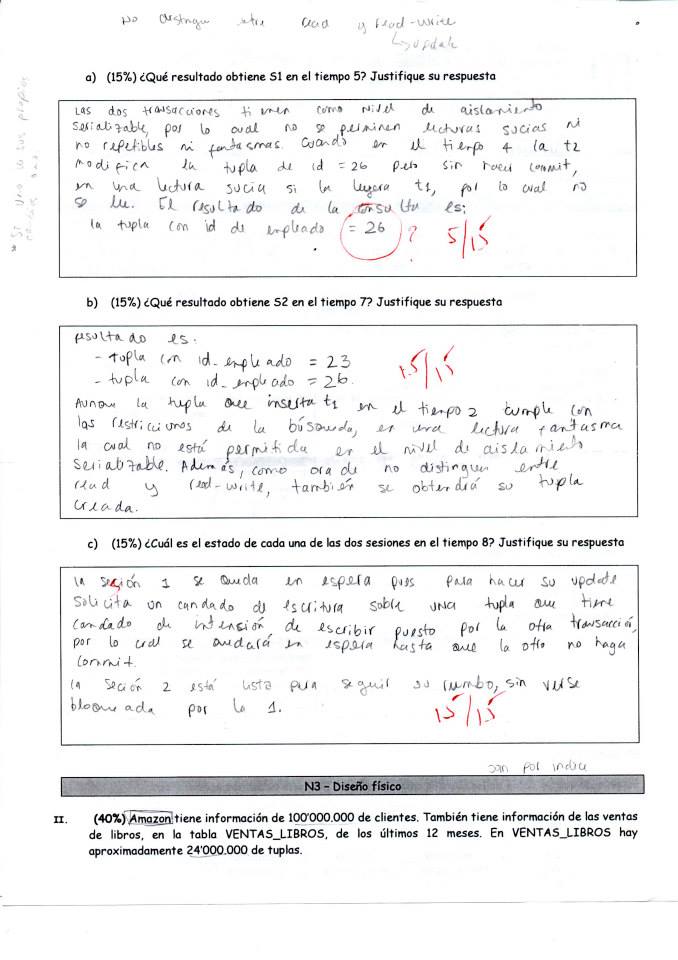 No distingue entre read y read-write
↳ update
a) (15%) ¿Qué resultado obtiene S1 en el tiempo 5? Justifique su respuesta
Las dos transacciones tienen como nivel de aislamiento
serializable, por lo cual no se permiten lecturas sucias ni
no repetibles ni fantasmas. Cuando en el tiempo 4 la t2
modifica la tupla de id = 26 pero sin hacer commit,
en una lectura sucia si la leyera t1, por lo cual no
se lee. El resultado de la consulta es:
la tupla con id de empleado = 26 ? 5/15
b) (15%) ¿Qué resultado obtiene S2 en el tiempo 7? Justifique su respuesta
resultado es.
- tupla con id_empleado = 23
- tupla con id_empleado = 26. 15/15
Aunque la tupla que inserta t1 en el tiempo 2 cumple con
las restricciones de la búsqueda, es una lectura fantasma
la cual no está permitida en el nivel de aislamiento
serializable. Además, como no distinguen entre
read y read-write, también se obtendrá su tupla
creada.
c) (15%) ¿Cuál es el estado de cada una de las dos sesiones en el tiempo 8? Justifique su respuesta
la sesión 1 se queda en espera pues para hacer su update
solicita un candado de escritura sobre una tupla que tiene
candado de intensión de escribir puesto por la otra transacción,
por lo cual se quedará en espera hasta que la otra no haga
commit.
la seción 2 está lista para seguir su rumbo, sin verse
bloqueada por la 1. 15/15
por indice
N3 – Diseño físico
II. (40%) Amazon tiene información de 100'000.000 de clientes. También tiene información de las ventas
de libros, en la tabla VENTAS_LIBROS, de los últimos 12 meses. En VENTAS_LIBROS hay
aproximadamente 24'000.000 de tuplas.